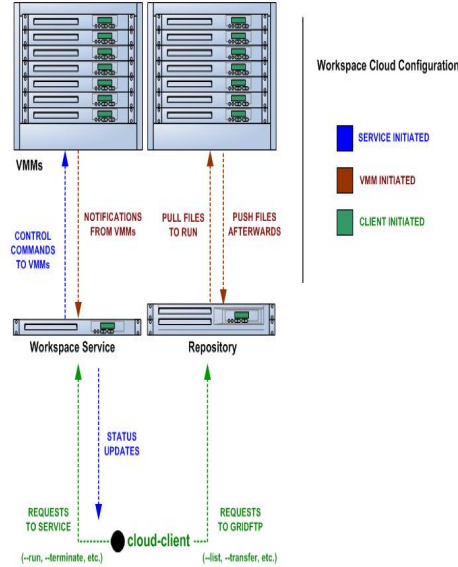 Workspace Cloud Configuration
SERVICE INITIATED
VMM INITIATED
CLIENT INITIATED
VMMs
CONTROL
COMMANDS
TO VMMs
NOTIFICATIONS
FROM VMMs
PULL FILES
TO RUN
PUSH FILES
AFTERWARDS
Workspace Service
Repository
STATUS
UPDATES
REQUESTS
TO SERVICE
(--run, --terminate, etc.)
cloud-client
REQUESTS
TO GRIDFTP
(--list, --transfer, etc.)